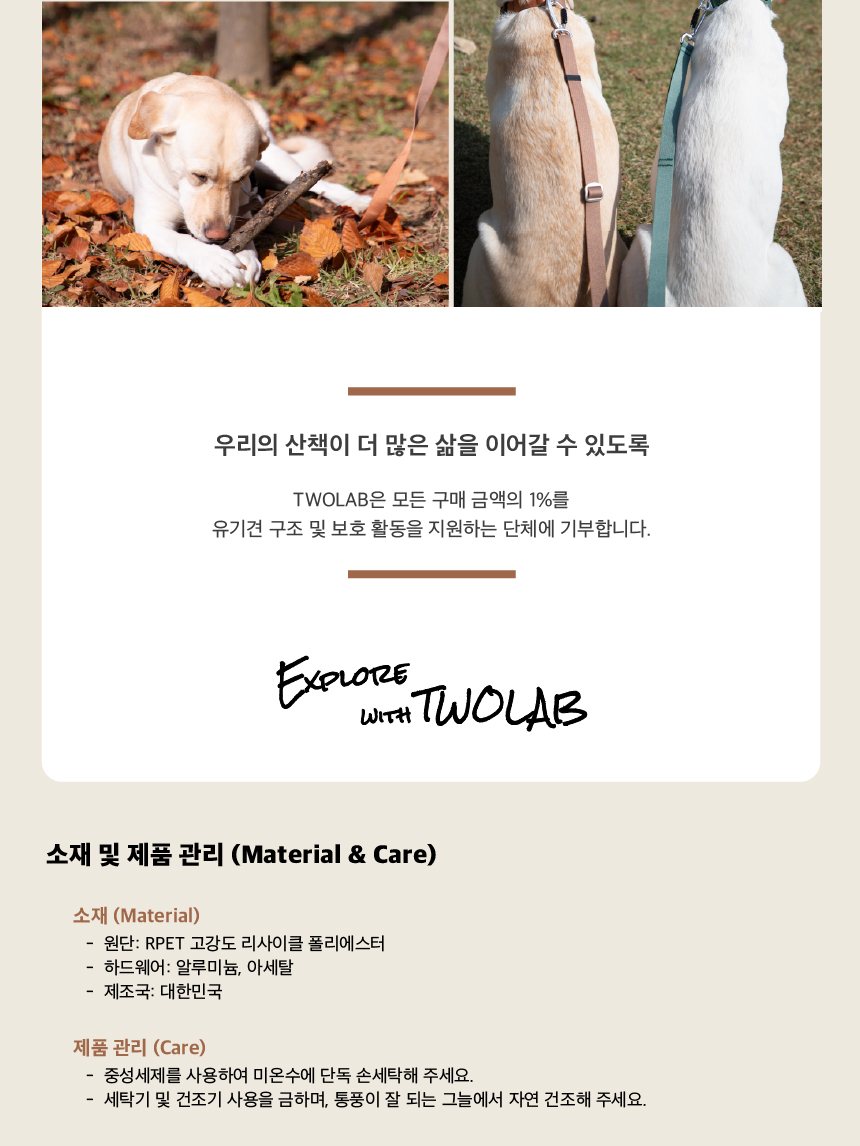 우리의 산책이 더 많은 삶을 이어갈 수 있도록
TWOLAB은 모든 구매 금액의 1%를
유기견 구조 및 보호 활동을 지원하는 단체에 기부합니다.
EXPLORE
WITH TWOLAB
소재 및 제품 관리 (Material & Care)
소재 (Material)
- 원단: RPET 고강도 리사이클 폴리에스터
- 하드웨어: 알루미늄, 아세탈
- 제조국: 대한민국
제품 관리 (Care)
- 중성세제를 사용하여 미온수에 단독 손세탁해 주세요.
- 세탁기 및 건조기 사용을 금하며, 통풍이 잘 되는 그늘에서 자연 건조해 주세요.